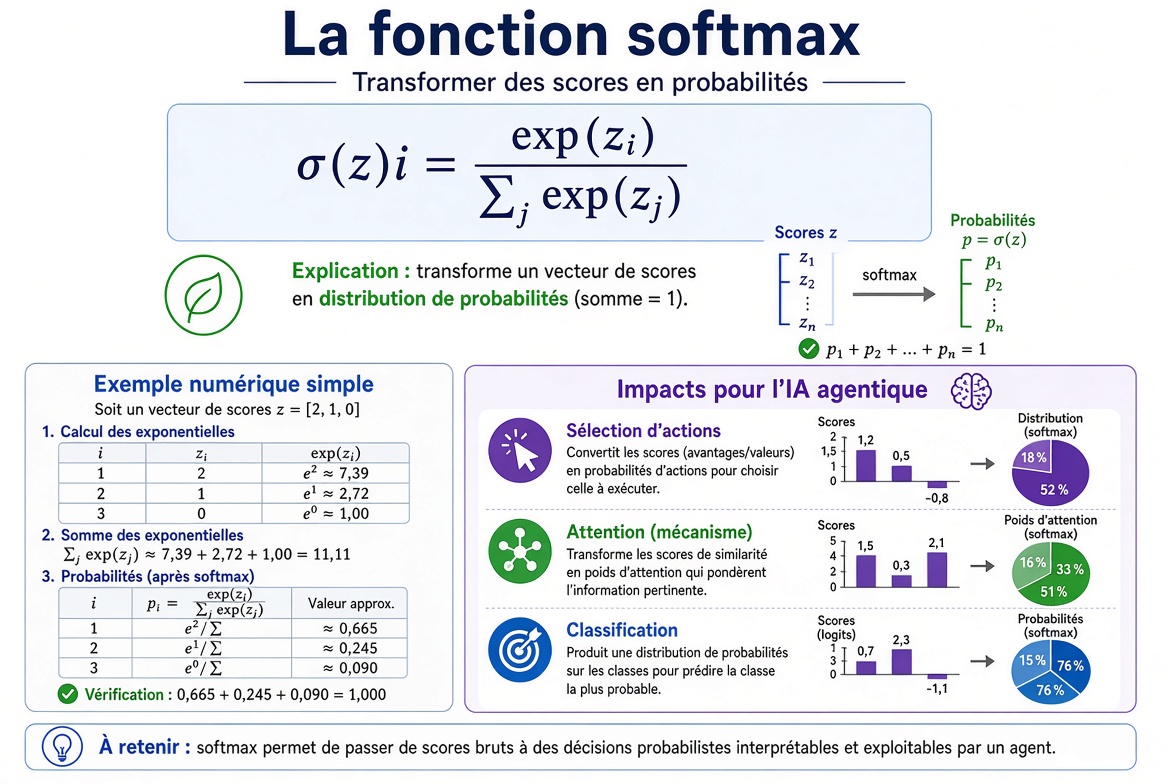 La fonction softmax
Transformer des scores en probabilités
σ(z)i = exp(z_i) / ∑_j exp(z_j)
Explication : transforme un vecteur de scores
en distribution de probabilités (somme = 1).
Scores z
z₁
z₂
⋮
zₙ
softmax
Probabilités
p = σ(z)
p₁
p₂
⋮
pₙ
p₁ + p₂ + ... + pₙ = 1
Exemple numérique simple
Soit un vecteur de scores z = [2, 1, 0]
1. Calcul des exponentielles
i z_i exp(z_i)
1 2 e² ≈ 7,39
2 1 e¹ ≈ 2,72
3 0 e⁰ ≈ 1,00
2. Somme des exponentielles
∑_j exp(z_j) ≈ 7,39 + 2,72 + 1,00 = 11,11
3. Probabilités (après softmax)
i p_i = exp(z_i) / ∑_j exp(z_j) Valeur approx.
1 e²/∑ ≈ 0,665
2 e¹/∑ ≈ 0,245
3 e⁰/∑ ≈ 0,090
Vérification : 0,665 + 0,245 + 0,090 = 1,000
Impacts pour l’IA agentique
Sélection d’actions
Convertit les scores (avantages/valeurs)
en probabilités d’actions pour choisir
celle à exécuter.
Scores
2
1,5
1
0
1,2
0,5
-0,8
Distribution
(softmax)
18 %
52 %
Attention (mécanisme)
Transforme les scores de similarité
en poids d’attention qui pondèrent
l’information pertinente.
Scores
5
4
2
0
1,5
0,3
2,1
Poids d’attention
(softmax)
16 %
33 %
51 %
Classification
Produit une distribution de probabilités
sur les classes pour prédire la classe
la plus probable.
Scores
(logits)
1
3
0
0,7
2,3
-1,1
Probabilités
(softmax)
15 %
76 %
76 %
À retenir : softmax permet de passer de scores bruts à des décisions probabilistes interprétables et exploitables par un agent.